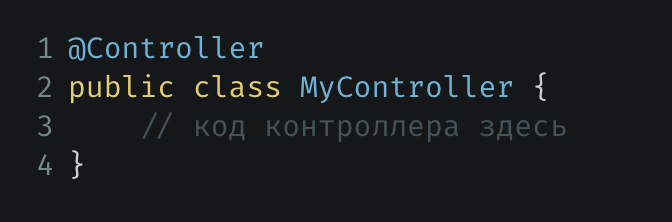 1 @Controller
2 public class MyController {
3     // код контроллера здесь
4 }